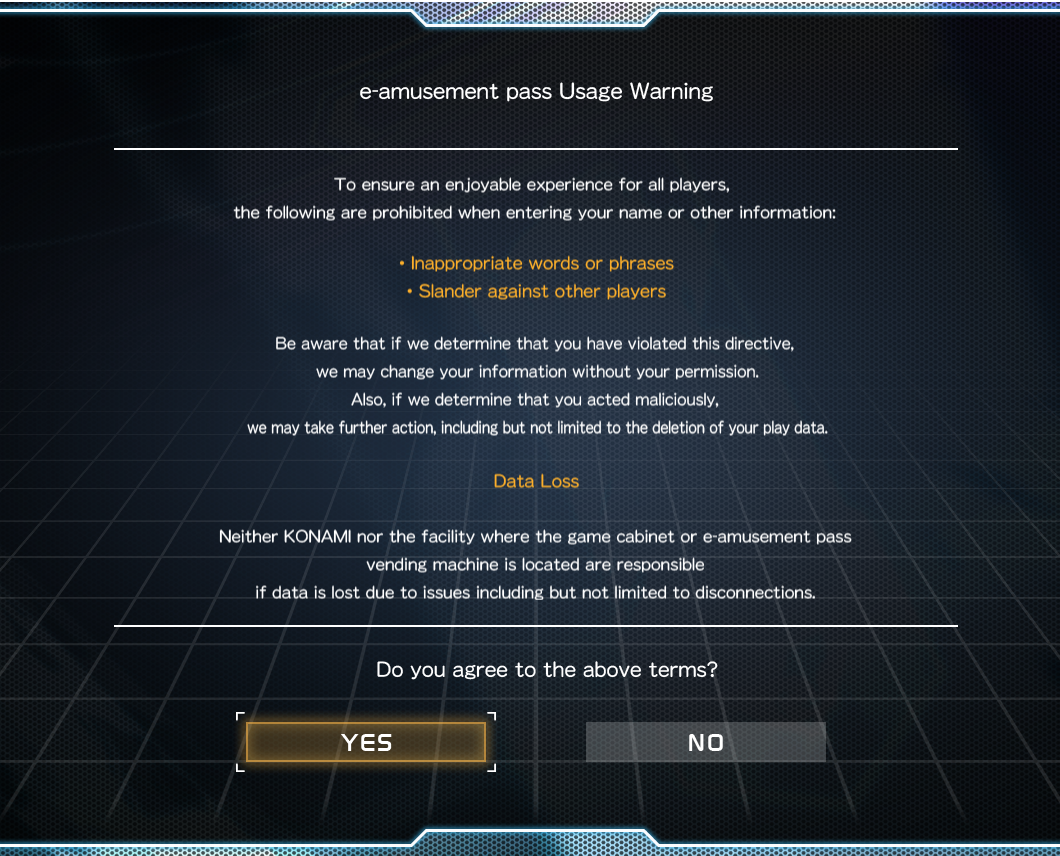 e-amusement pass Usage Warning
To ensure an enjoyable experience for all players,
the following are prohibited when entering your name or other information:
• Inappropriate words or phrases
• Slander against other players
Be aware that if we determine that you have violated this directive,
we may change your information without your permission.
Also, if we determine that you acted maliciously,
we may take further action, including but not limited to the deletion of your play data.
Data Loss
Neither KONAMI nor the facility where the game cabinet or e-amusement pass
vending machine is located are responsible
if data is lost due to issues including but not limited to disconnections.
Do you agree to the above terms?
YES
NO